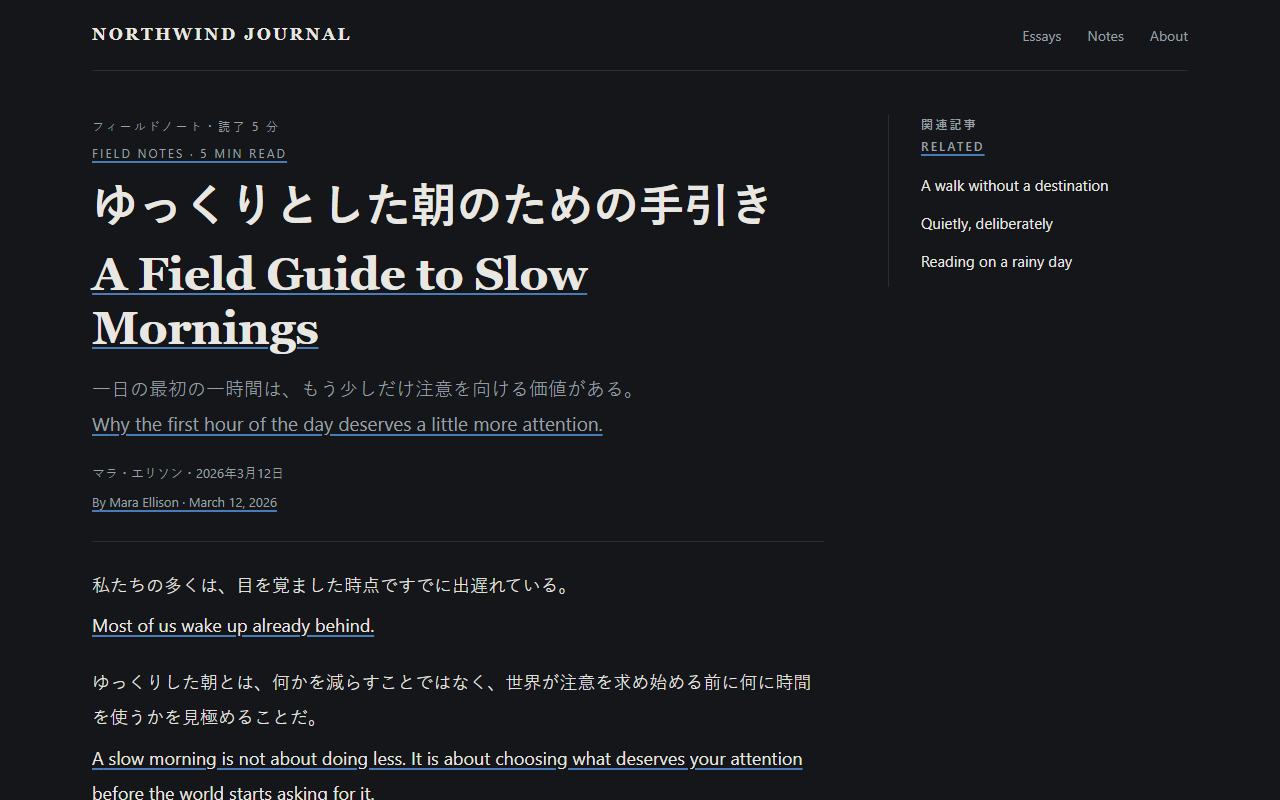 NORTHWIND JOURNAL
Essays
Notes
About
フィールドノート・読了 5 分
FIELD NOTES · 5 MIN READ
ゆっくりとした朝のための手引き
A Field Guide to Slow
Mornings
一日の最初の一時間は、もう少しだけ注意を向ける価値がある。
Why the first hour of the day deserves a little more attention.
マラ・エリソン・2026年3月12日
By Mara Ellison · March 12, 2026
私たちの多くは、目を覚ました時点ですでに出遅れている。
Most of us wake up already behind.
ゆっくりした朝とは、何かを減らすことではなく、世界が注意を求め始める前に何に時間
を使うかを見極めることだ。
A slow morning is not about doing less. It is about choosing what deserves your attention
before the world starts asking for it.
関連記事
RELATED
A walk without a destination
Quietly, deliberately
Reading on a rainy day